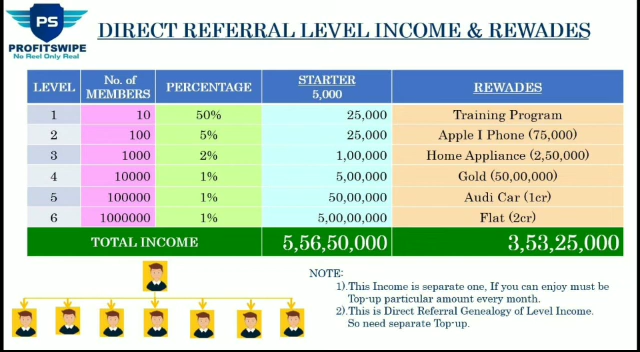 PS
PROFITSWIPE
No Reel Only Real
DIRECT REFERRAL LEVEL INCOME & REWADES
LEVEL No. of MEMBERS PERCENTAGE STARTER 5,000 REWADES
1 10 50% 25,000 Training Program
2 100 5% 25,000 Apple I Phone (75,000)
3 1000 2% 1,00,000 Home Appliance (2,50,000)
4 10000 1% 5,00,000 Gold (50,00,000)
5 100000 1% 50,00,000 Audi Car (1cr)
6 1000000 1% 5,00,00,000 Flat (2cr)
TOTAL INCOME 5,56,50,000 3,53,25,000
NOTE:
1).This Income is separate one, If you can enjoy must be
Top-up particular amount every month.
2).This is Direct Referral Genealogy of Level Income.
So need separate Top-up.